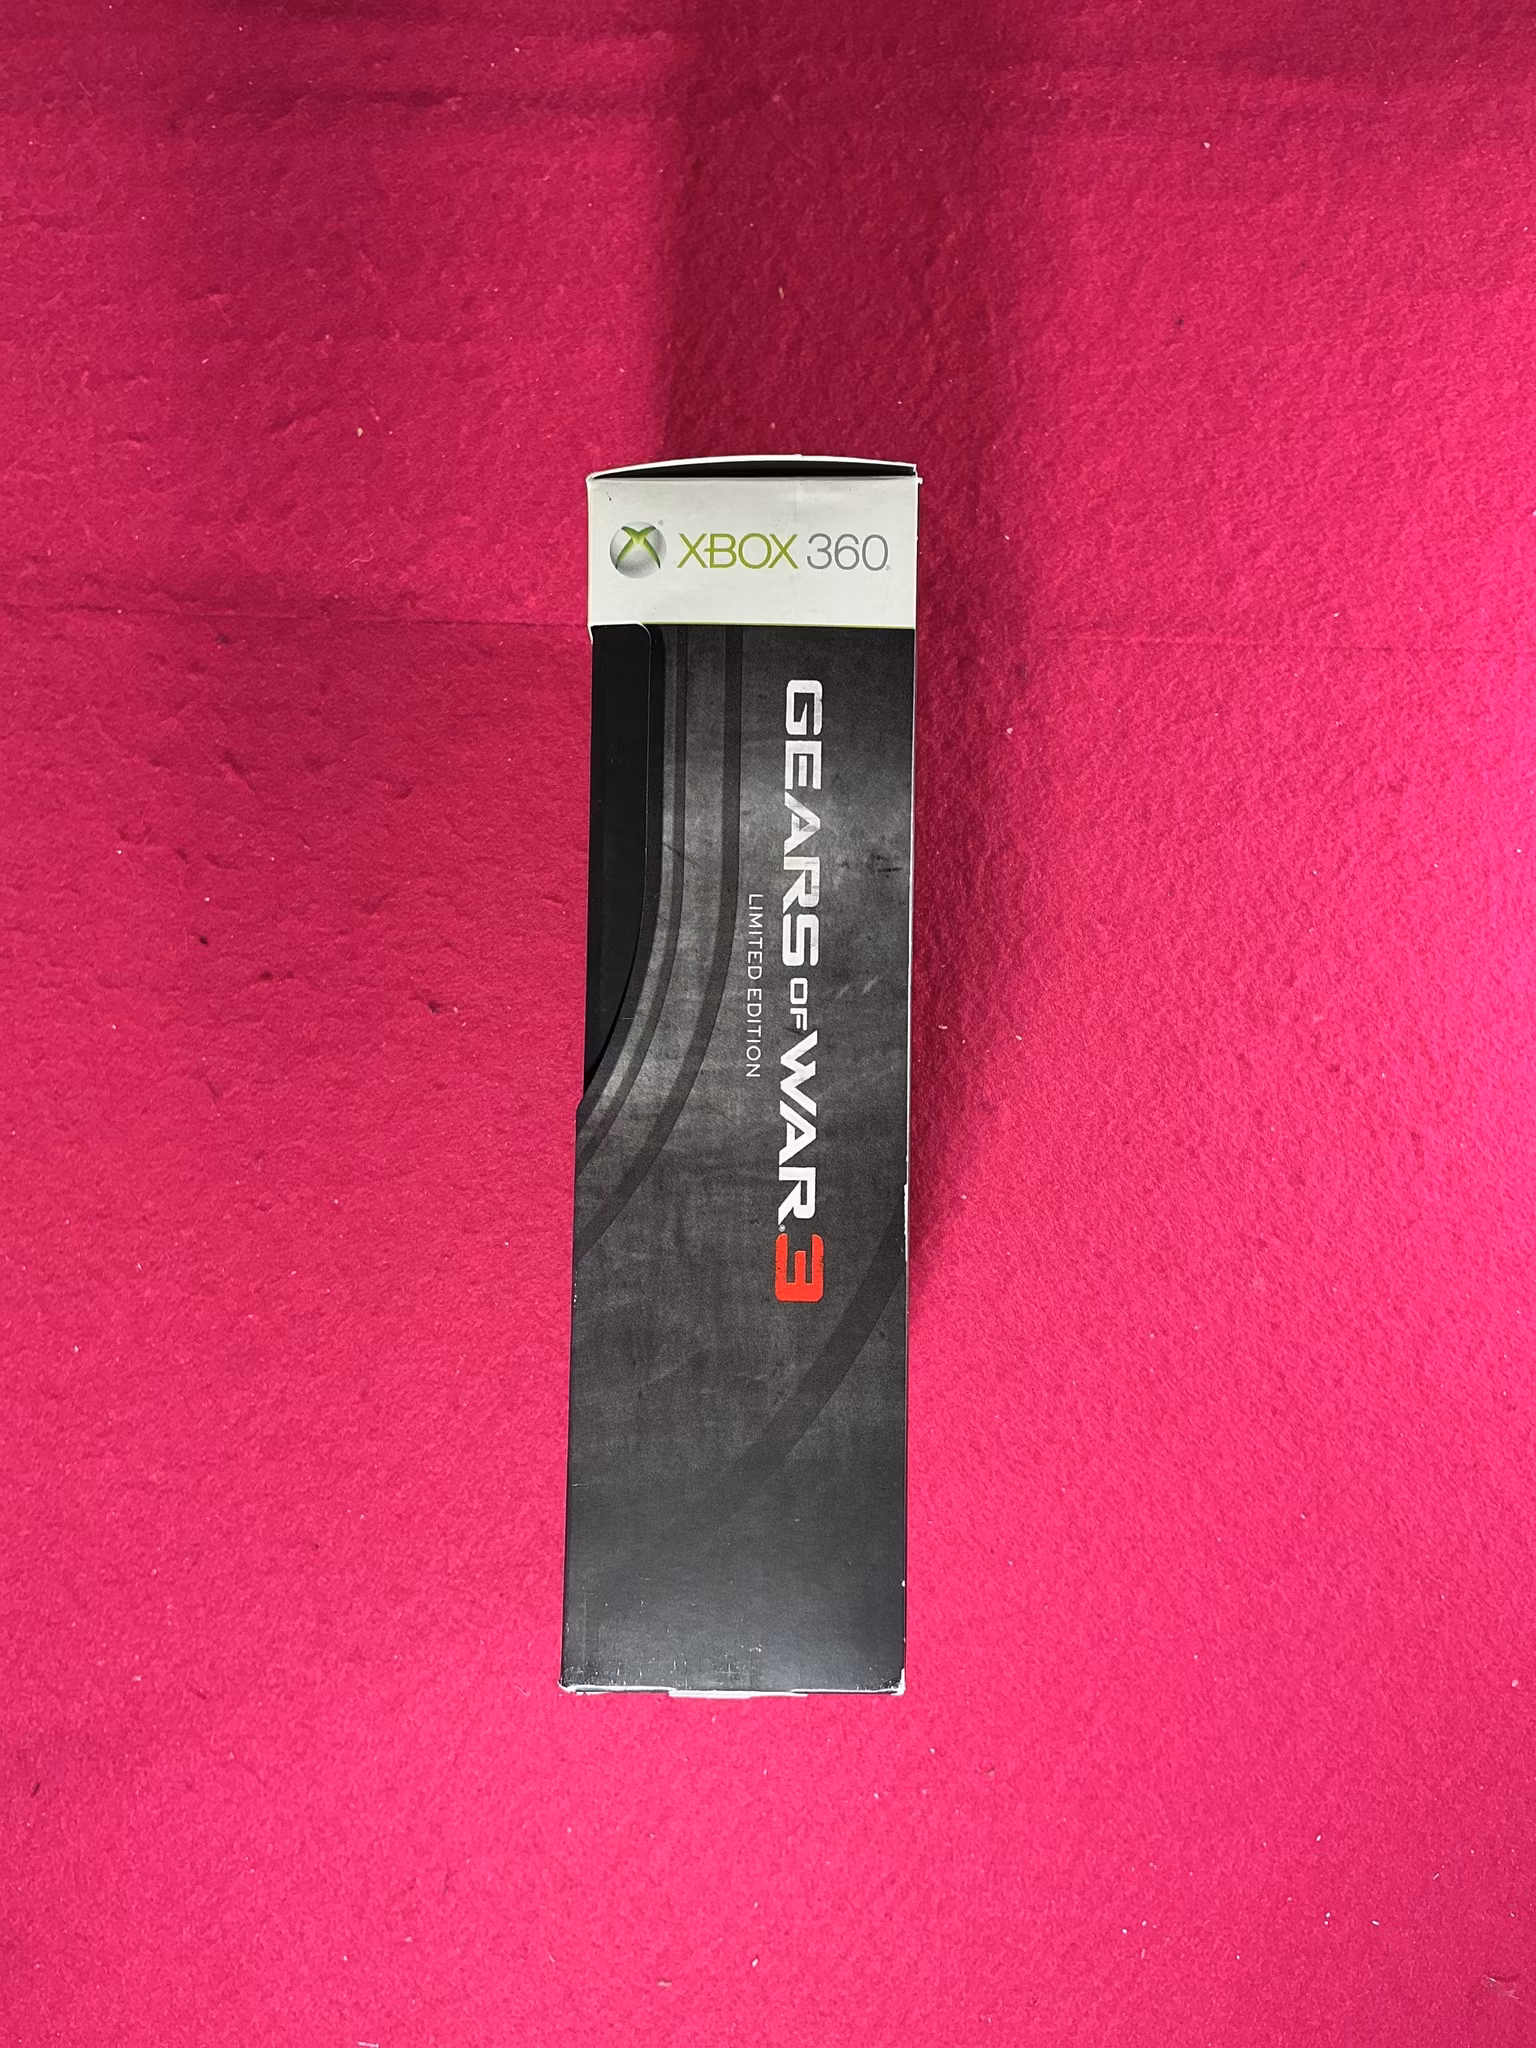 XBOX 360
GEARS OF WAR 3
LIMITED EDITION